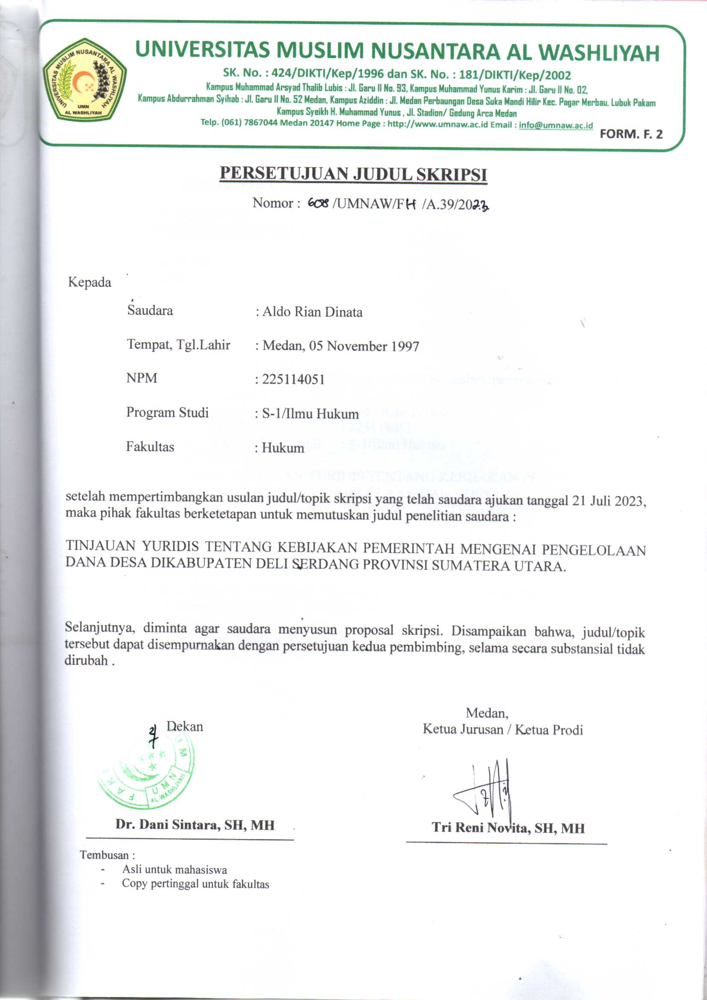 UNIVERSITAS MUSLIM NUSANTARA AL WASHLIYAH
UMN
AL WASHLIYAH
UNIVERSITAS MUSLIM NUSANTARA AL WASHLIYAH
SK. No. : 424/DIKTI/Kep/1996 dan SK. No. : 181/DIKTI/Kep/2002
Kampus Muhammad Arsyad Thalib Lubis : Jl. Garu II No. 93, Kampus Muhammad Yunus Karim : Jl. Garu II No. 02,
Kampus Abdurrahman Syihab : Jl. Garu II No. 52 Medan, Kampus Aziddin : Jl. Medan Perbaungan Desa Suka Mandi Hilir Kec. Pagar Merbau, Lubuk Pakam
Kampus Syeikh H. Muhammad Yunus , Jl. Stadion/ Gedung Arca Medan
Telp. (061) 7867044 Medan 20147 Home Page : http://www.umnaw.ac.id Email : info@umnaw.ac.id
FORM. F. 2
PERSETUJUAN JUDUL SKRIPSI
Nomor : 608 /UMNAW/FH /A.39/2023
Kepada
Saudara : Aldo Rian Dinata
Tempat, Tgl.Lahir : Medan, 05 November 1997
NPM : 225114051
Program Studi : S-1/Ilmu Hukum
Fakultas : Hukum
setelah mempertimbangkan usulan judul/topik skripsi yang telah saudara ajukan tanggal 21 Juli 2023,
maka pihak fakultas berketetapan untuk memutuskan judul penelitian saudara :
TINJAUAN YURIDIS TENTANG KEBIJAKAN PEMERINTAH MENGENAI PENGELOLAAN
DANA DESA DIKABUPATEN DELI SERDANG PROVINSI SUMATERA UTARA.
Selanjutnya, diminta agar saudara menyusun proposal skripsi. Disampaikan bahwa, judul/topik
tersebut dapat disempurnakan dengan persetujuan kedua pembimbing, selama secara substansial tidak
dirubah .
Medan,
Dekan
Ketua Jurusan / Ketua Prodi
UMN
AL-WASHLIYAH
Dr. Dani Sintara, SH, MH
Tri Reni Novita, SH, MH
Tembusan :
- Asli untuk mahasiswa
- Copy pertinggal untuk fakultas